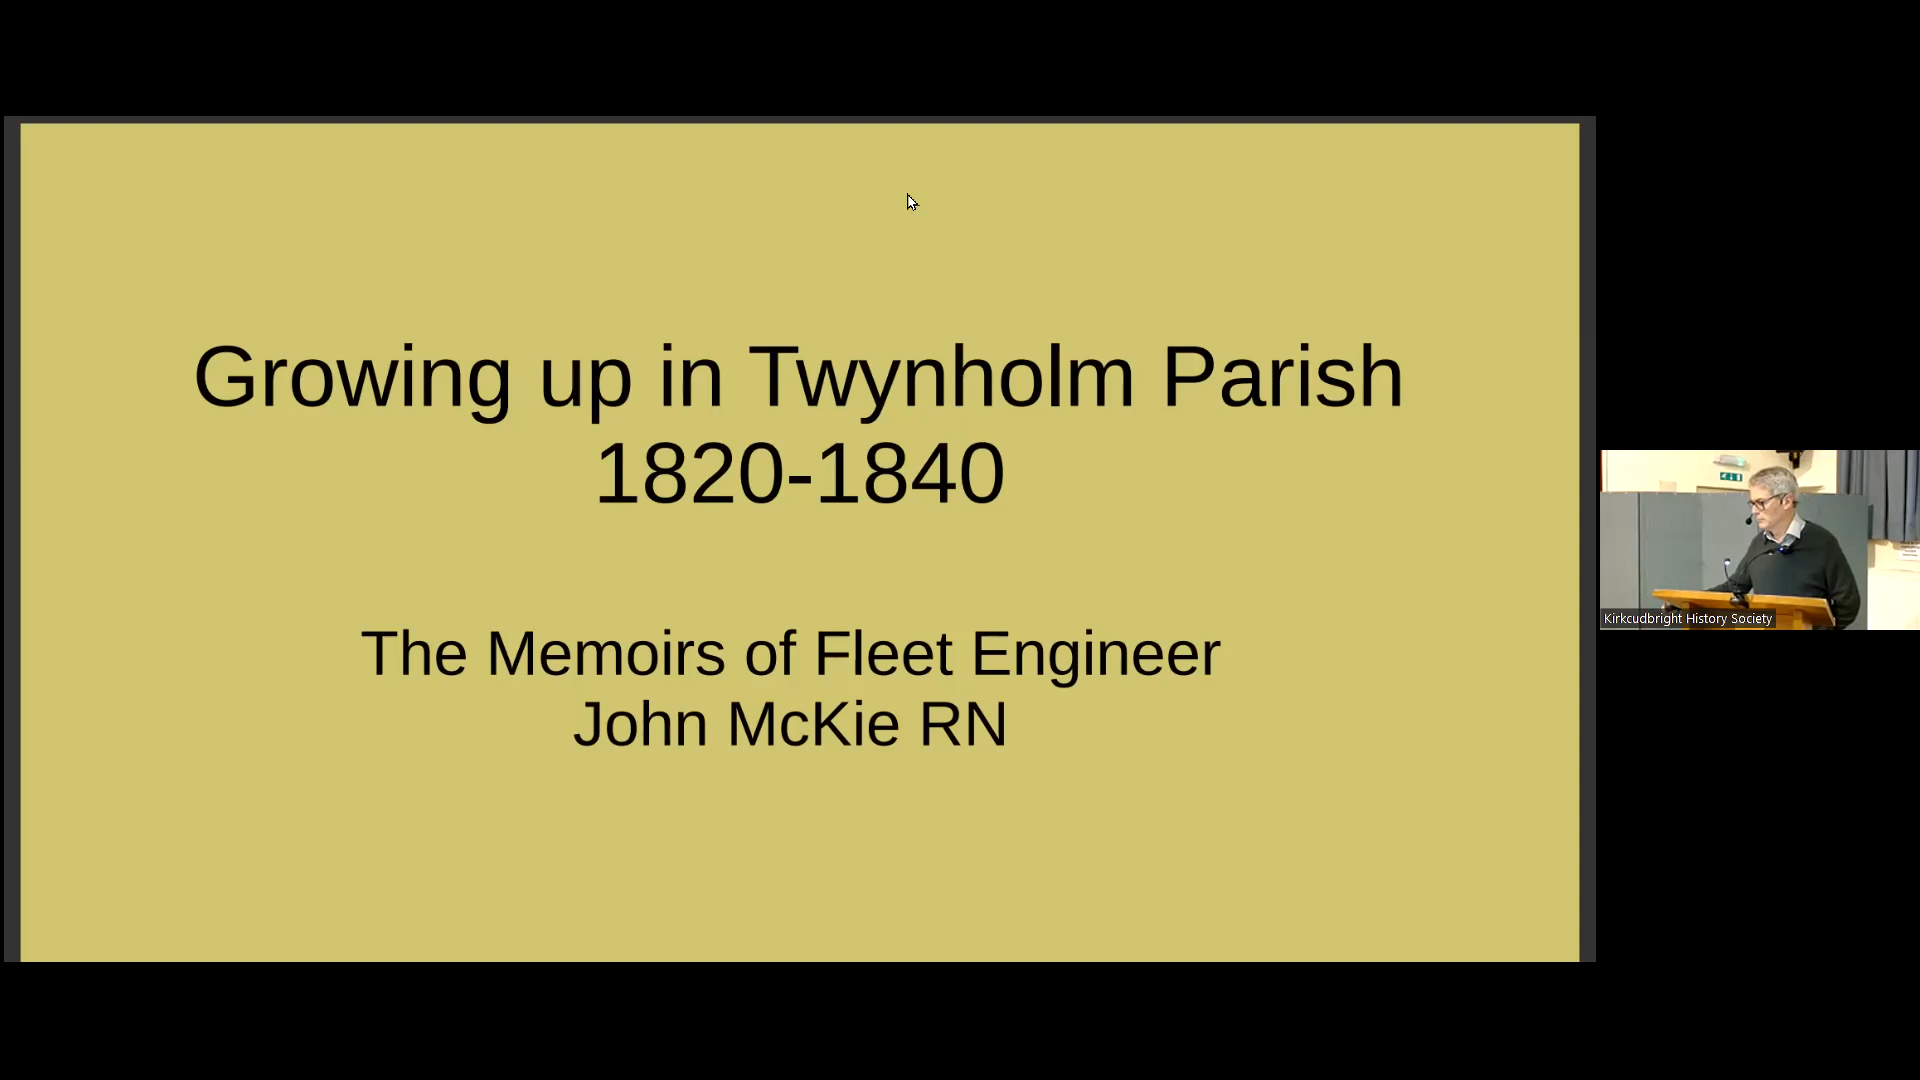 Growing up in Twynholm Parish
1820-1840
The Memoirs of Fleet Engineer
John McKie RN
Kirkcudbright History Society